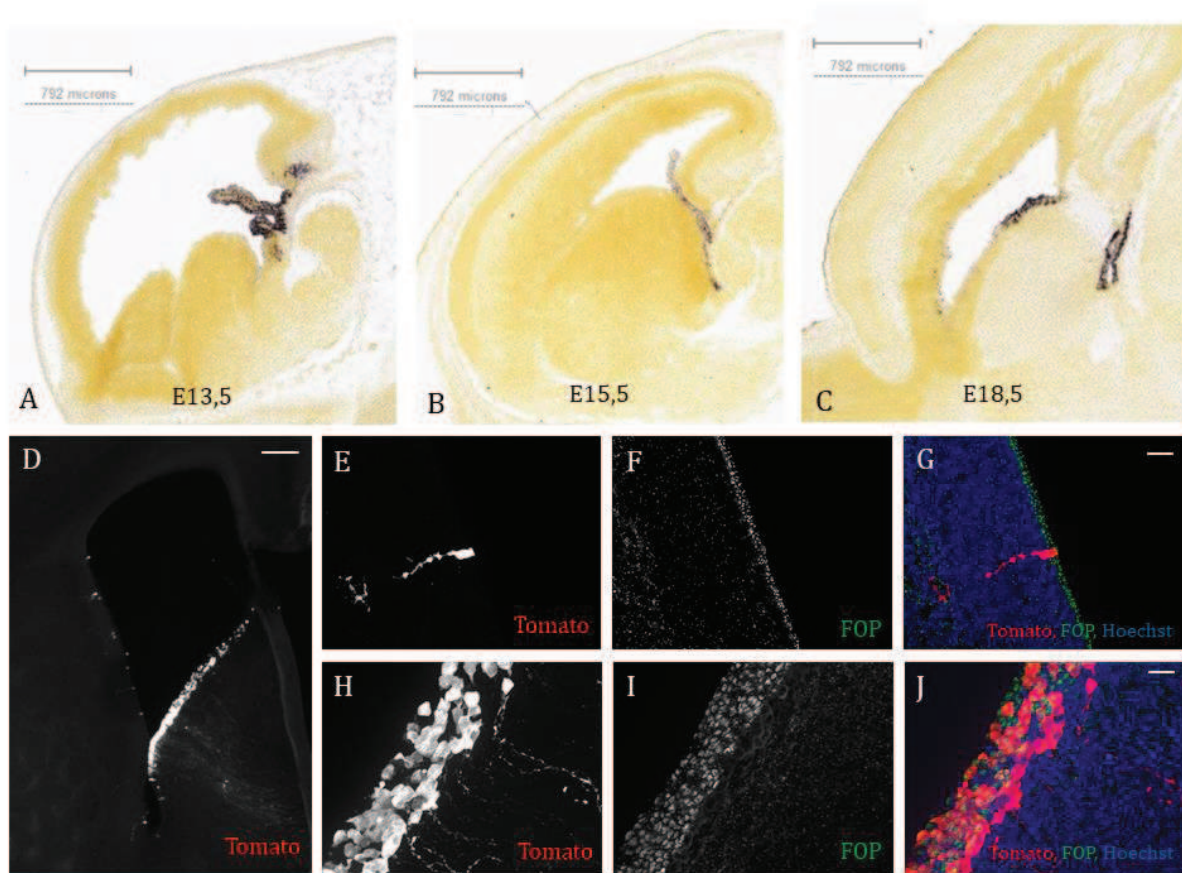 792 microns
A
E13,5
792 microns
B
E15,5
792 microns
C
E18,5
D
Tomato
E
Tomato
F
FOP
G
Tomato, FOP, Hoechst
H
Tomato
I
FOP
J
Tomato, FOP, Hoechst